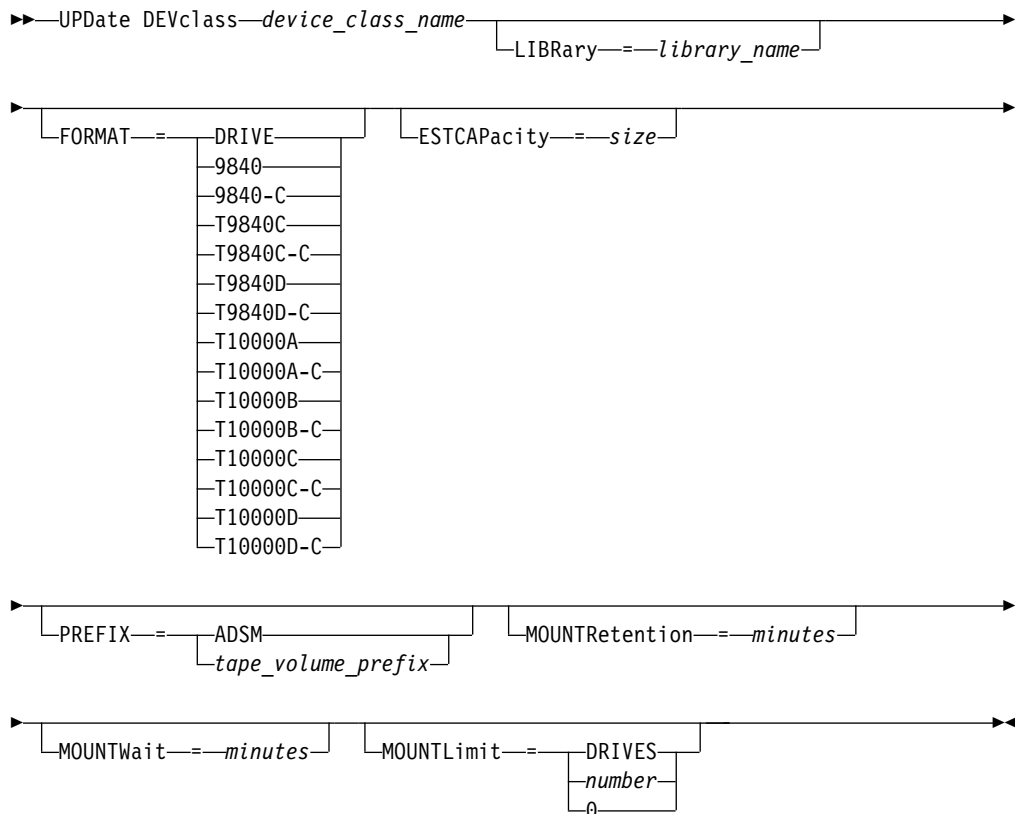 UPDate DEVclass device_class_name
LIBRary = library_name
FORMAT = DRIVE
9840
9840-C
T9840C
T9840C-C
T9840D
T9840D-C
T10000A
T10000A-C
T10000B
T10000B-C
T10000C
T10000C-C
T10000D
T10000D-C
ESTCAPacity = size
PREFIX = ADSM
tape_volume_prefix
MOUNTRetention = minutes
MOUNTWait = minutes
MOUNTLimit = DRIVES
number
0